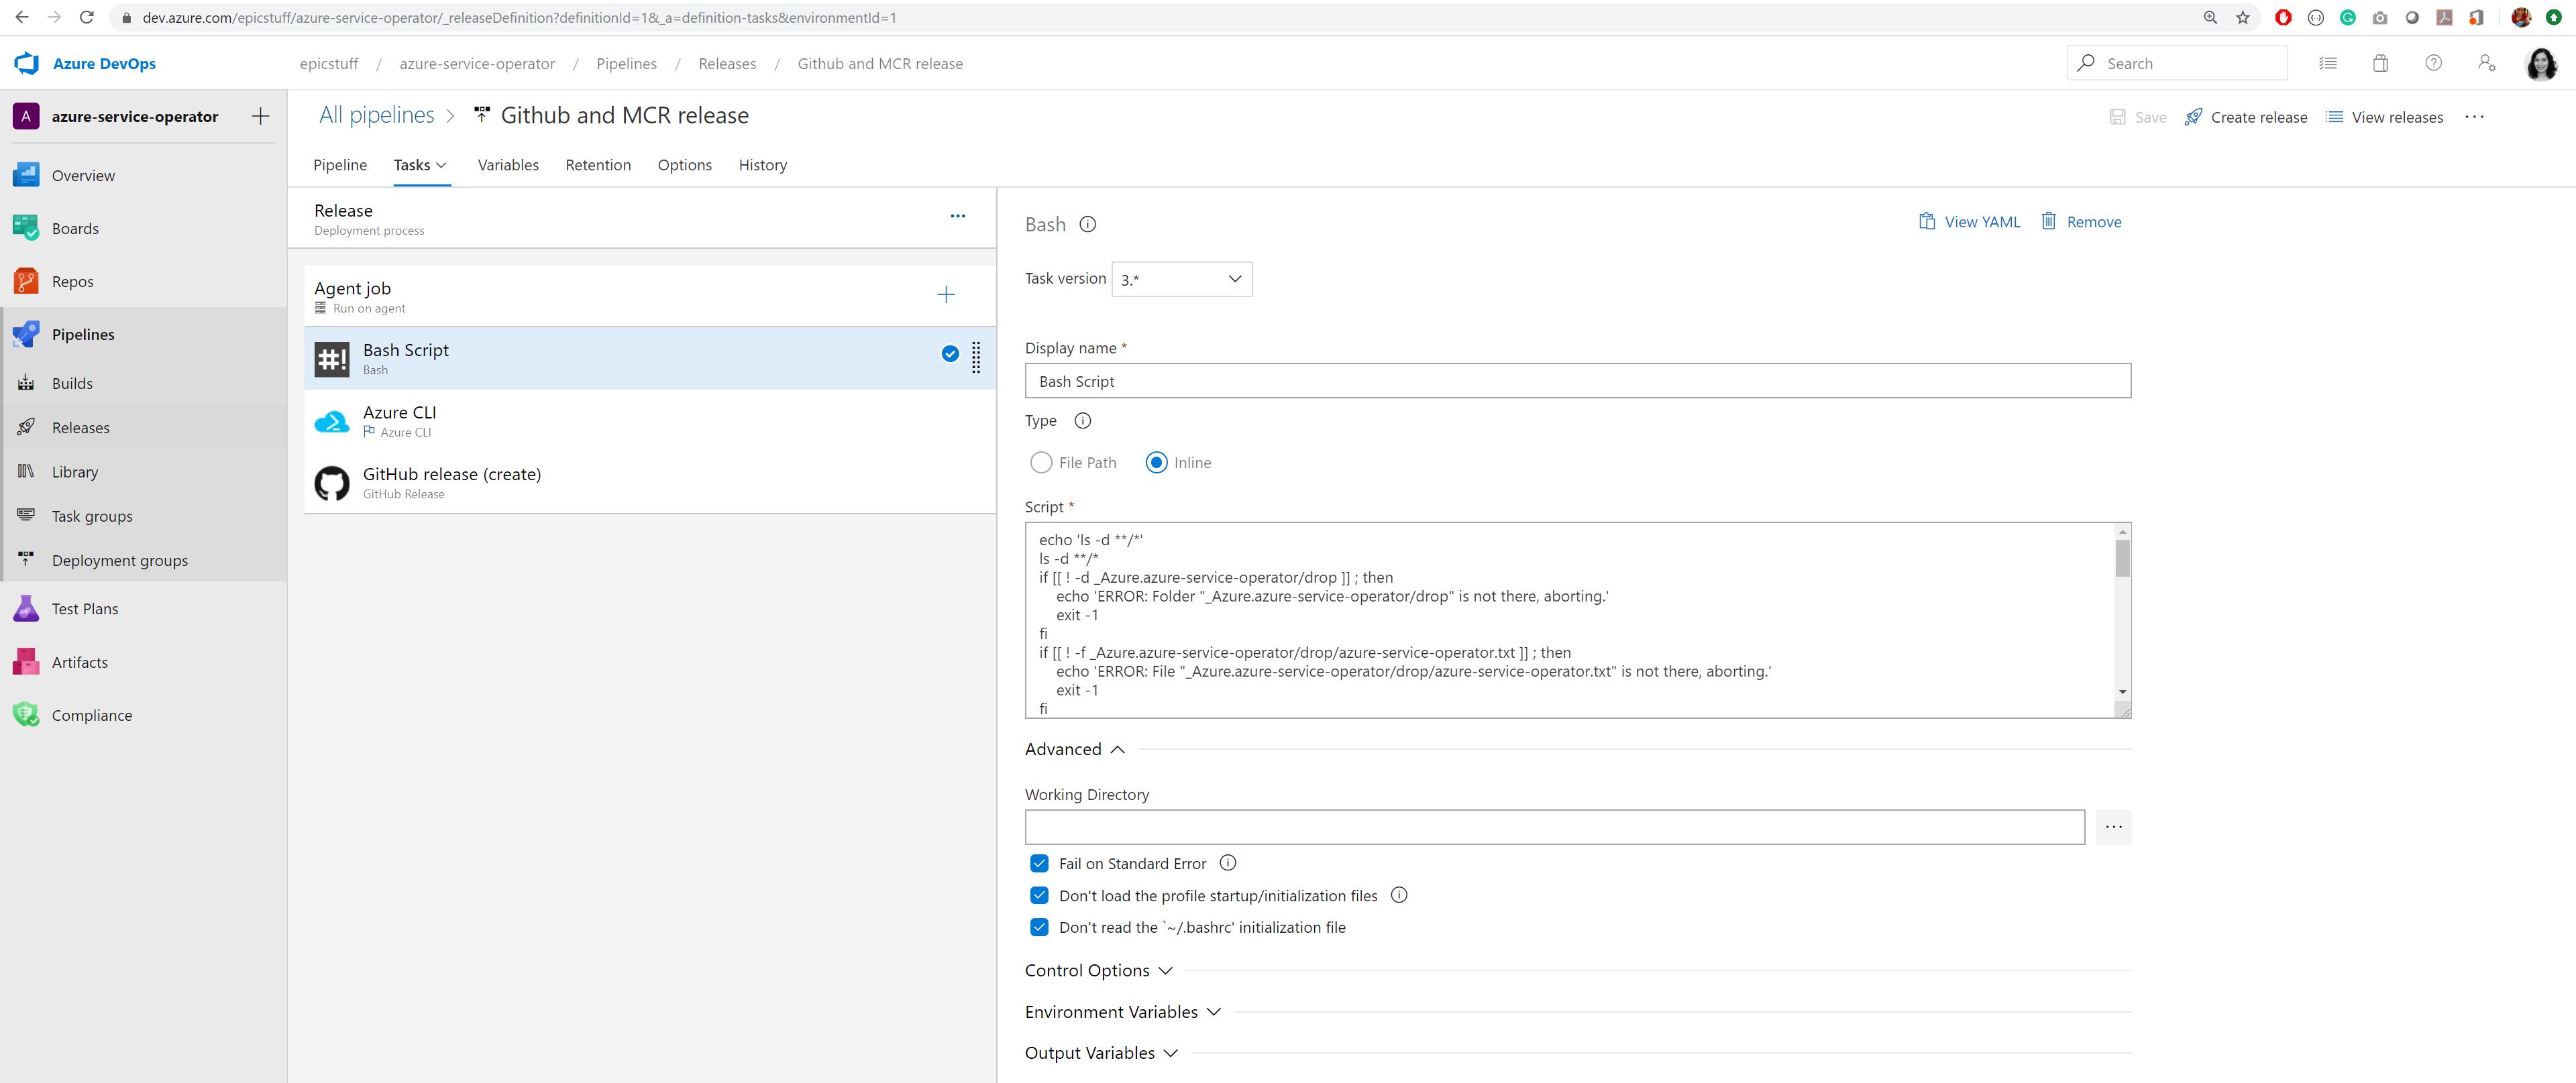 dev.azure.com/epicstuff/azure-service-operator/_releaseDefinition?definitionId=1&_a=definition-tasks&environmentId=1
Azure DevOps
epicstuff / azure-service-operator / Pipelines / Releases / Github and MCR release
Search
A azure-service-operator
Overview
Boards
Repos
Pipelines
Builds
Releases
Library
Task groups
Deployment groups
Test Plans
Artifacts
Compliance
All pipelines > Github and MCR release
Save Create release View releases ...
Pipeline Tasks Variables Retention Options History
Release
Deployment process
Agent job
Run on agent
#! Bash Script
Bash
Azure CLI
Azure CLI
GitHub release (create)
GitHub Release
Bash
View YAML Remove
Task version 3.*
Display name *
Bash Script
Type
File Path Inline
Script *
echo 'ls -d **/*'
ls -d **/*
if [[ ! -d _Azure.azure-service-operator/drop ]] ; then
echo 'ERROR: Folder "_Azure.azure-service-operator/drop" is not there, aborting.'
exit -1
fi
if [[ ! -f _Azure.azure-service-operator/drop/azure-service-operator.txt ]] ; then
echo 'ERROR: File "_Azure.azure-service-operator/drop/azure-service-operator.txt" is not there, aborting.'
exit -1
fi
Advanced
Working Directory
...
Fail on Standard Error
Don't load the profile startup/initialization files
Don't read the `~/.bashrc' initialization file
Control Options
Environment Variables
Output Variables